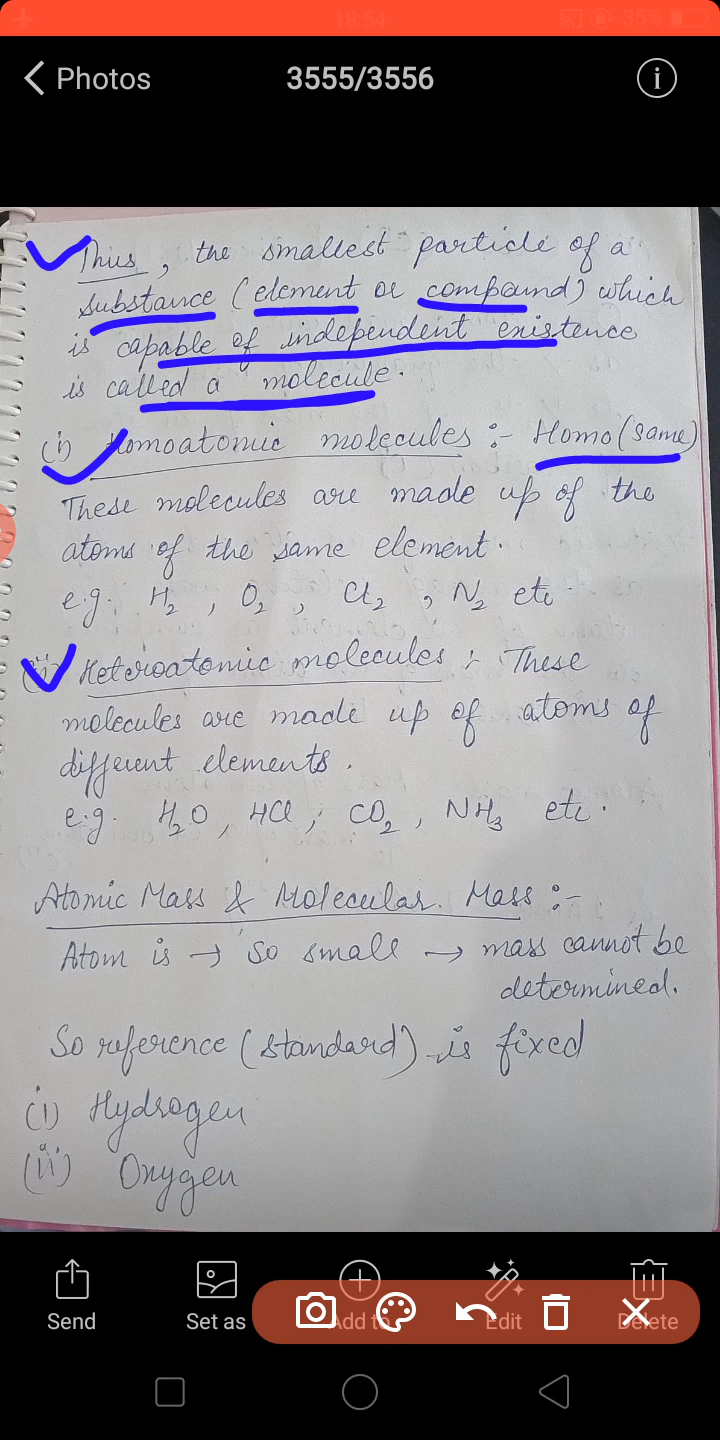 18:54
35%
Photos
3555/3556
Thus, the smallest particle of a
substance (element or compound) which
is capable of independent existence
is called a molecule.
(i) Homoatomic molecules :- Homo (same)
These molecules are made up of the
atoms of the same element.
e.g. H₂, O₂, Cl₂, N₂ etc.
(ii) Heteroatomic molecules : These
molecules are made up of atoms of
different elements.
e.g. H₂O, HCl, CO₂, NH₃ etc.
Atomic Mass & Molecular Mass :-
Atom is → so small → mass cannot be
determined.
So reference (standard) is fixed
(i) Hydrogen
(ii) Oxygen
Send
Set as
Add to
Edit
Delete